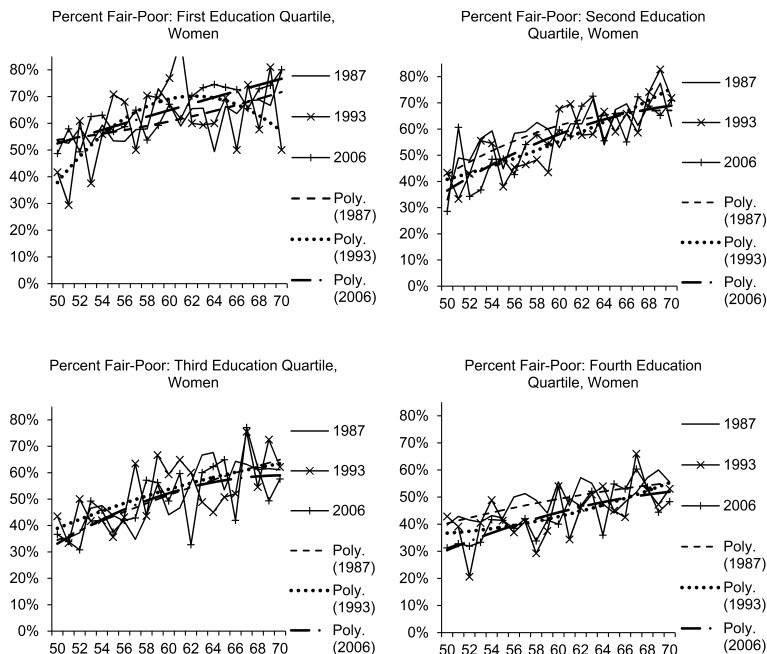 Percent Fair-Poor: First Education Quartile,
Women
80%
70%
60%
50%
40%
30%
20%
10%
0%
50 52 54 56 58 60 62 64 66 68 70
1987
1993
2006
Poly.
(1987)
Poly.
(1993)
Poly.
(2006)
Percent Fair-Poor: Second Education
Quartile, Women
80%
70%
60%
50%
40%
30%
20%
10%
0%
50 52 54 56 58 60 62 64 66 68 70
1987
1993
2006
Poly.
(1987)
Poly.
(1993)
Poly.
(2006)
Percent Fair-Poor: Third Education Quartile,
Women
80%
70%
60%
50%
40%
30%
20%
10%
0%
50 52 54 56 58 60 62 64 66 68 70
1987
1993
2006
Poly.
(1987)
Poly.
(1993)
Poly.
(2006)
Percent Fair-Poor: Fourth Education
Quartile, Women
80%
70%
60%
50%
40%
30%
20%
10%
0%
50 52 54 56 58 60 62 64 66 68 70
1987
1993
2006
Poly.
(1987)
Poly.
(1993)
Poly.
(2006)